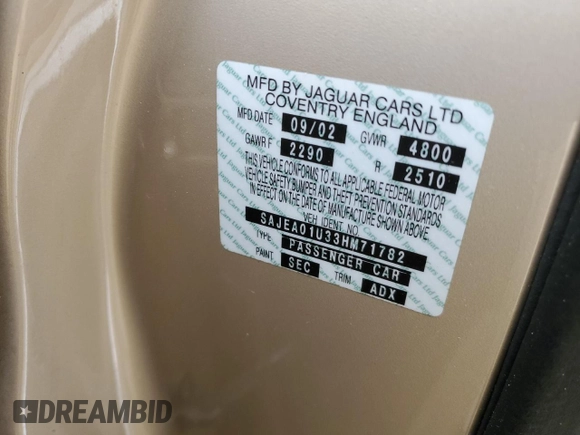 MFD BY JAGUAR CARS LTD
COVENTRY ENGLAND
MFD DATE 09/02 GVWR 4800
GAWR F 2290 R 2510
THIS VEHICLE CONFORMS TO ALL APPLICABLE FEDERAL MOTOR
VEHICLE SAFETY BUMPER AND THEFT PREVENTION STANDARDS
IN EFFECT ON THE DATE OF MANUFACTURE SHOWN ABOVE
VEH IDENT. No.
SAJEA01U33HM71782
TYPE PASSENGER CAR
PAINT SEC TRIM ADX
DREAMBID